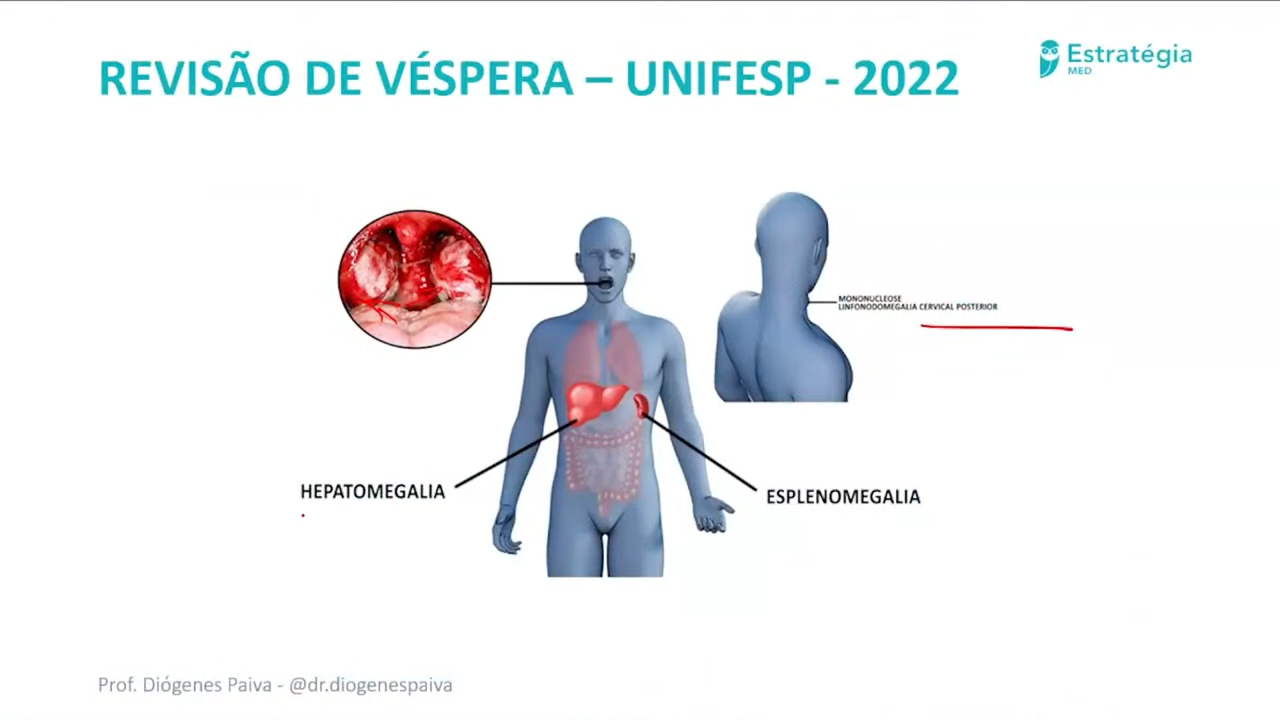 REVISÃO DE VÉSPERA – UNIFESP - 2022
Estratégia
MED
MONONUCLEOSE
LINFONODOMEGALIA CERVICAL POSTERIOR
HEPATOMEGALIA
ESPLENOMEGALIA
Prof. Diógenes Paiva - @dr.diogenespaiva